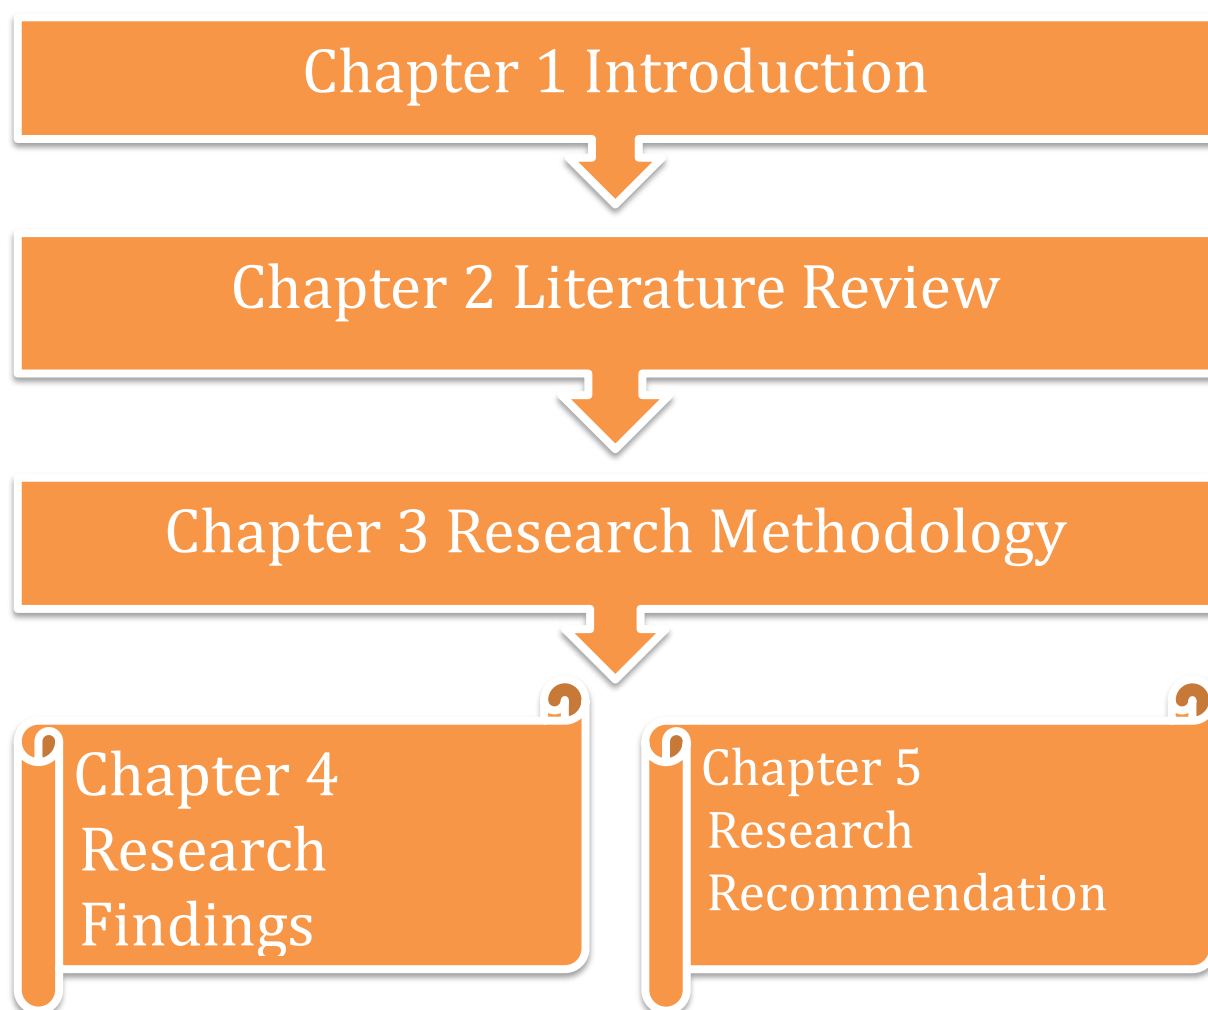 Chapter 1 Introduction
Chapter 2 Literature Review
Chapter 3 Research Methodology
Chapter 4
Research
Findings
Chapter 5
Research
Recommendation